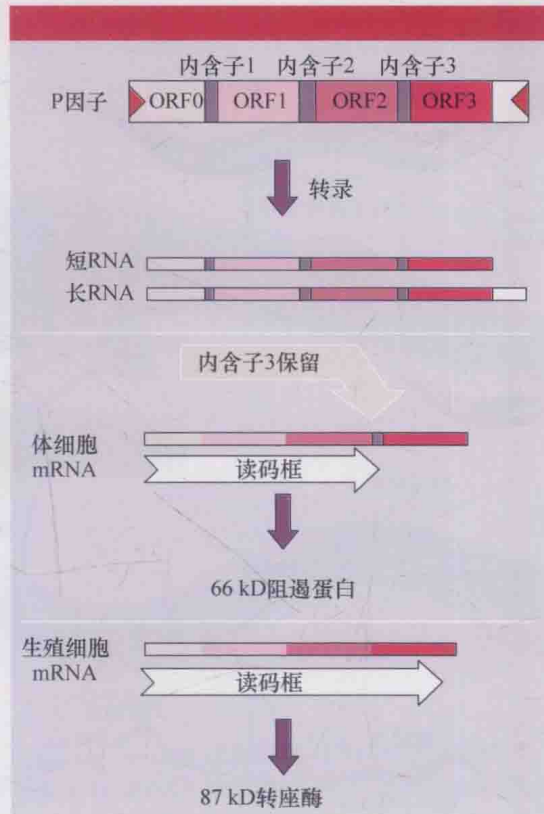 内含子1 内含子2 内含子3
P因子 ORF0 ORF1 ORF2 ORF3
转录
短RNA
长RNA
内含子3保留
体细胞
mRNA
读码框
66 kD阻遏蛋白
生殖细胞
mRNA
读码框
87 kD转座酶